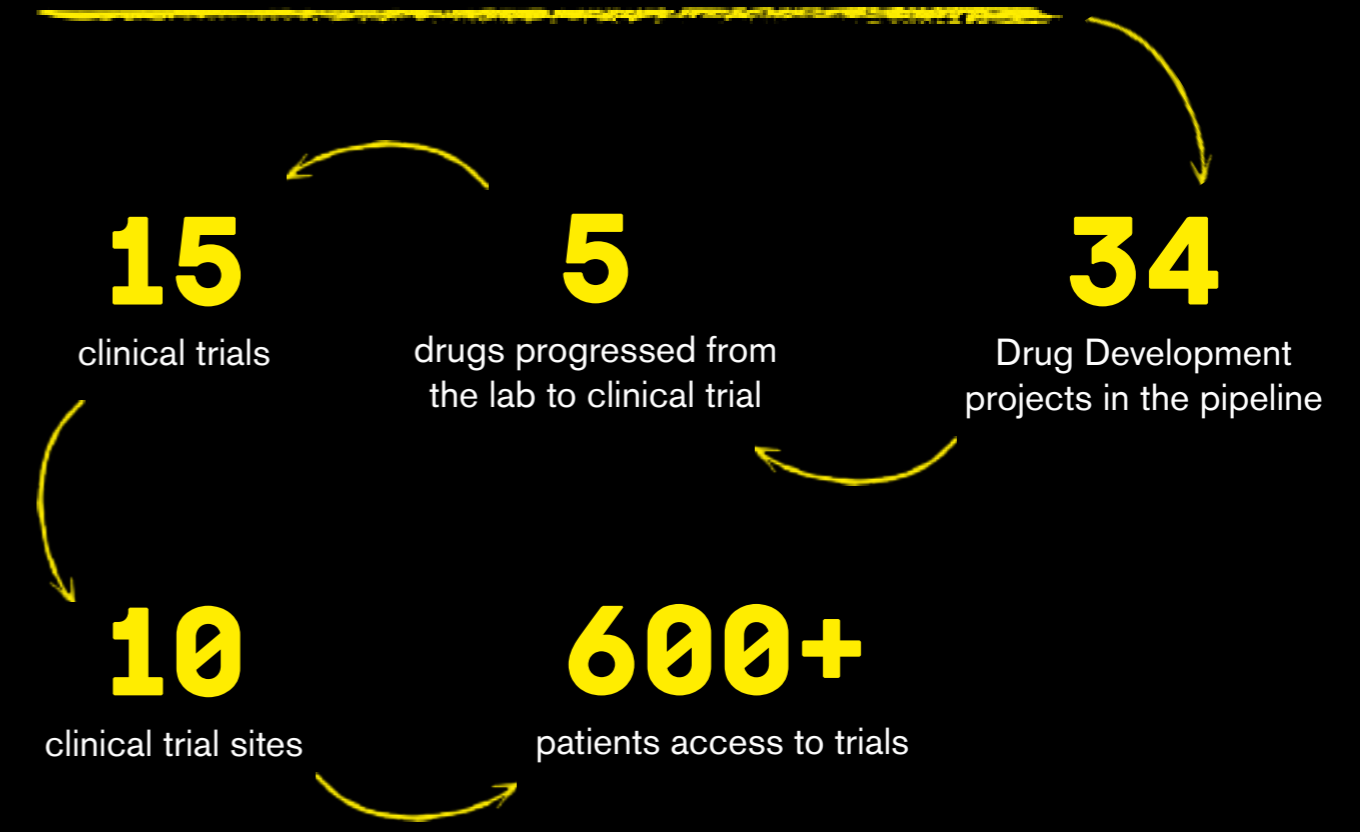 15
clinical trials
5
drugs progressed from
the lab to clinical trial
34
Drug Development
projects in the pipeline
10
clinical trial sites
600+
patients access to trials